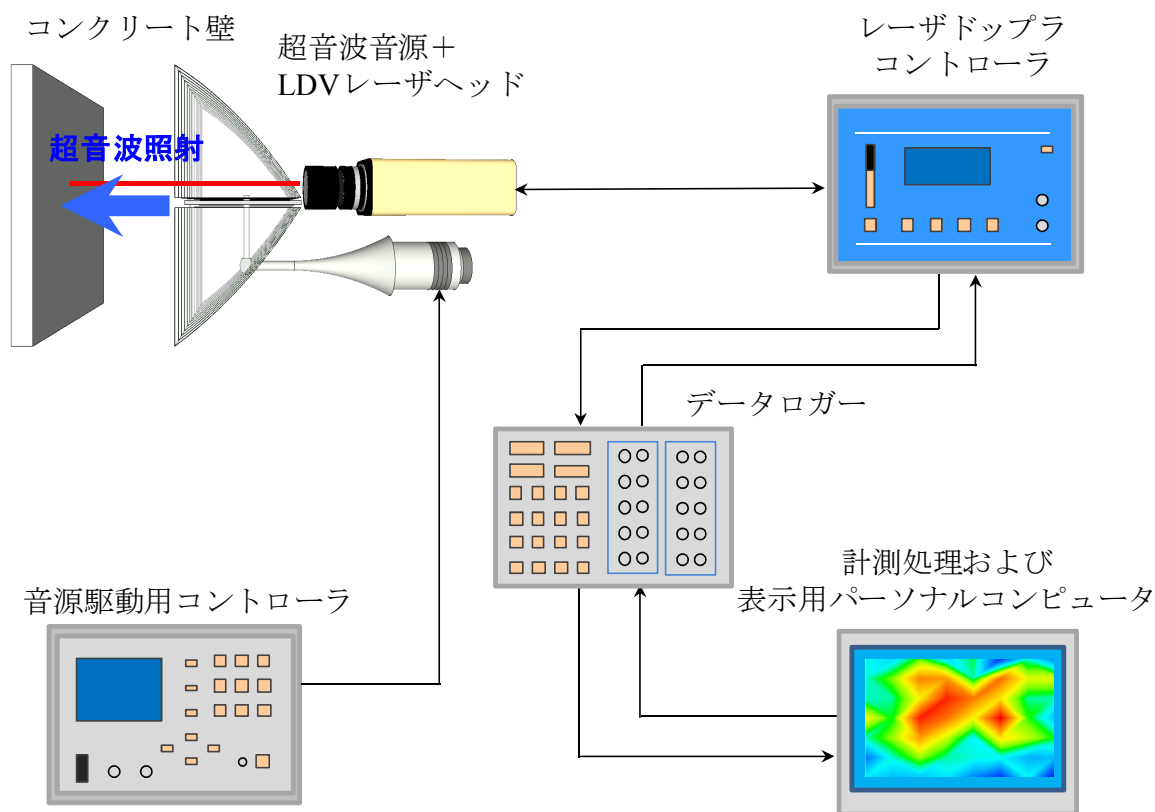 コンクリート壁
超音波音源＋
LDVレーザヘッド
レーザドップラ
コントローラ
超音波照射
データロガー
計測処理および
表示用パーソナルコンピュータ
音源駆動用コントローラ